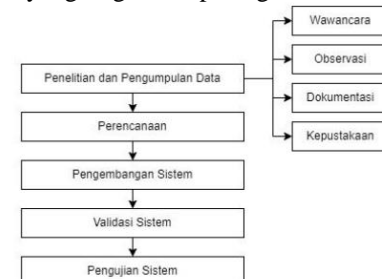 Wawancara
Observasi
Penelitian dan Pengumpulan Data
Dokumentasi
Perencanaan
Kepustakaan
Pengembangan Sistem
Validasi Sistem
Pengujian Sistem